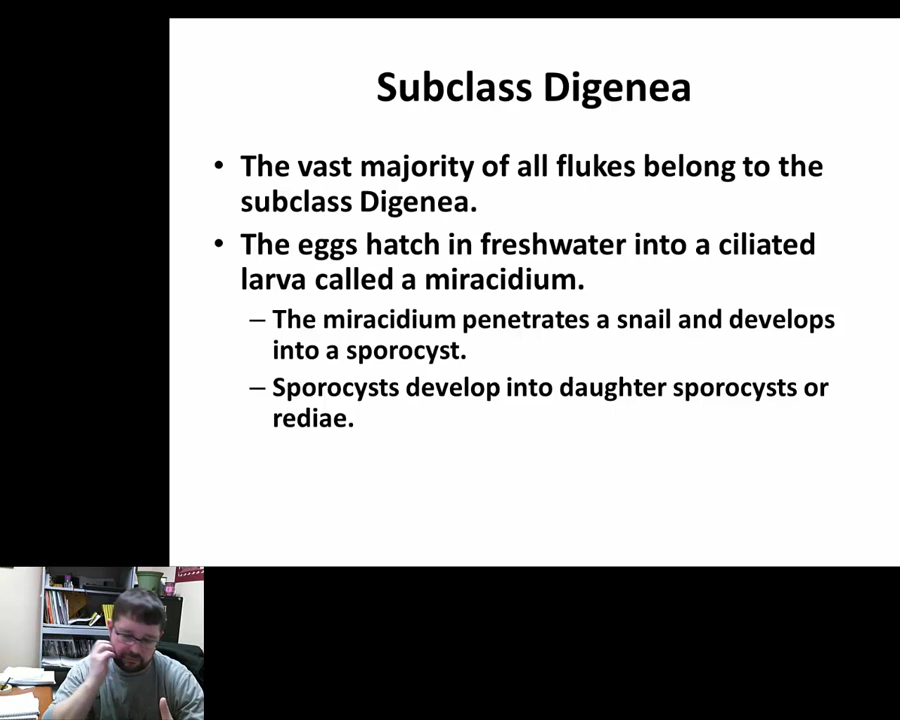 Subclass Digenea
• The vast majority of all flukes belong to the
subclass Digenea.
• The eggs hatch in freshwater into a ciliated
larva called a miracidium.
– The miracidium penetrates a snail and develops
into a sporocyst.
– Sporocysts develop into daughter sporocysts or
rediae.